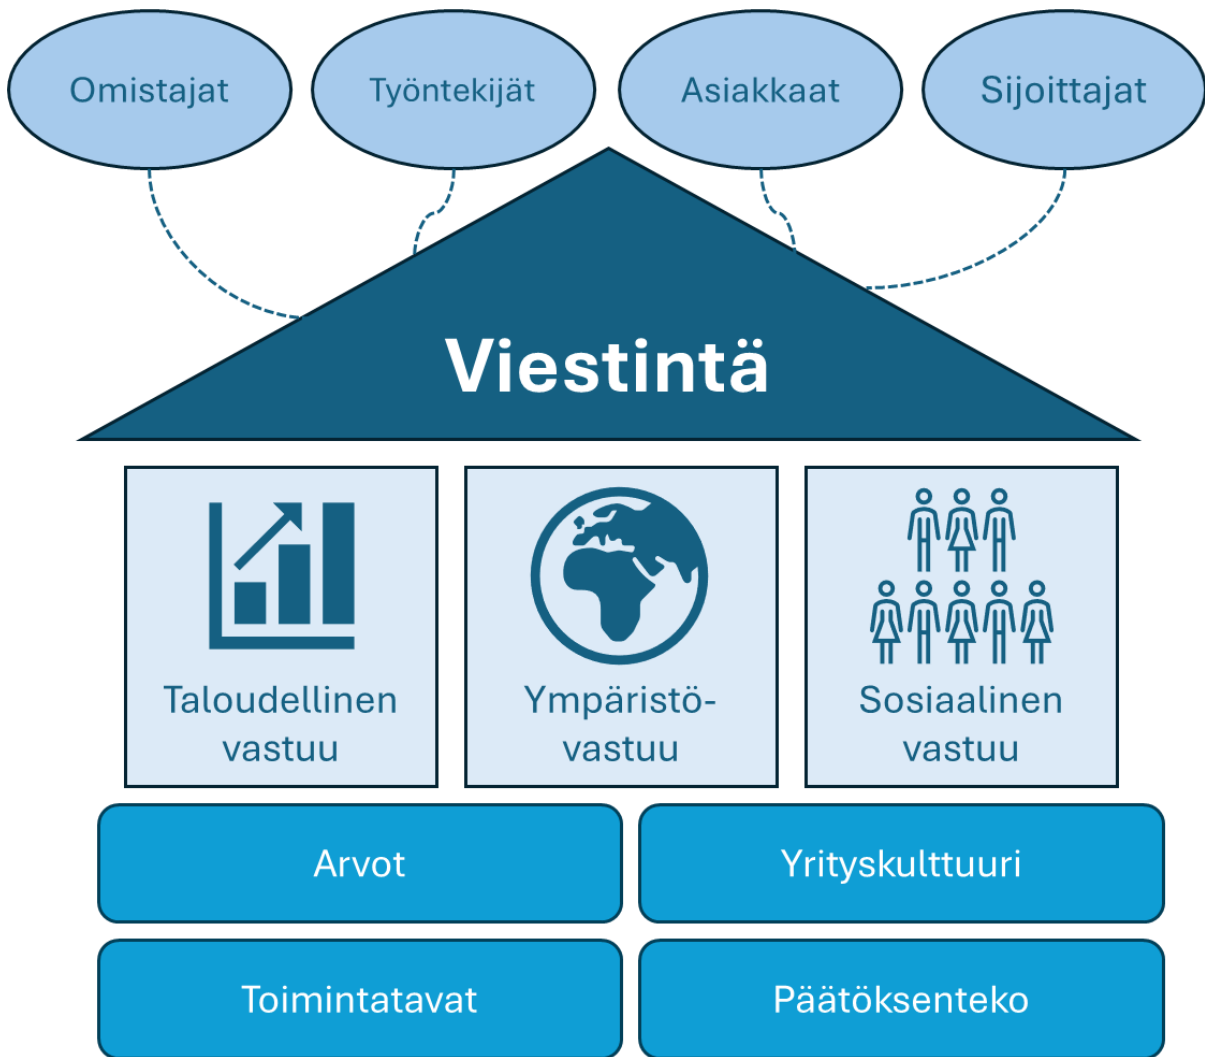 Omistajat
Työntekijät
Asiakkaat
Sijoittajat
Viestintä
Taloudellinen
vastuu
Ympäristö-
vastuu
Sosiaalinen
vastuu
Arvot
Yrityskulttuuri
Toimintatavat
Päätöksenteko